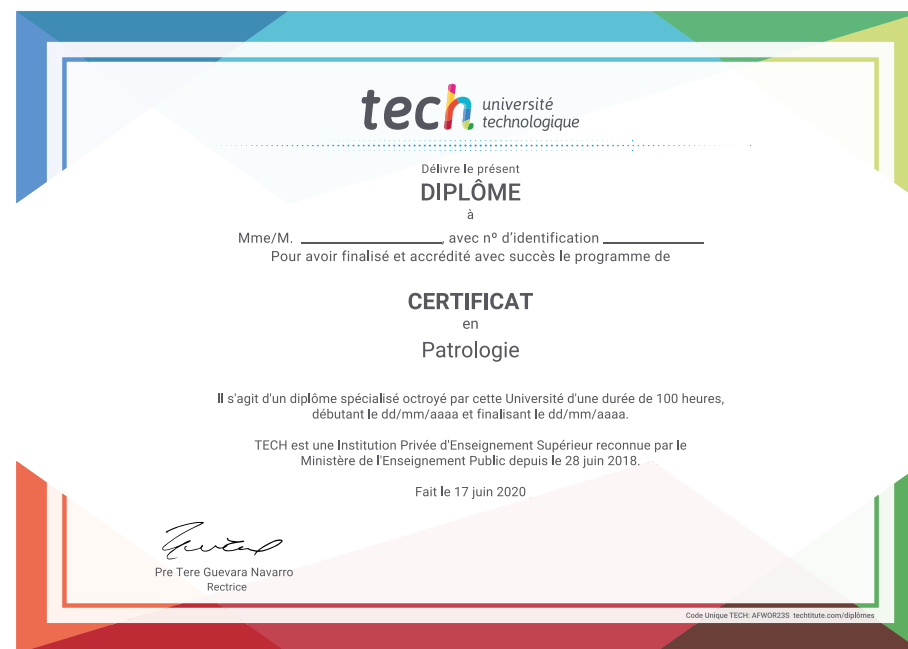 tech université
technologique
Délivre le présent
DIPLÔME
à
Mme/M. ____________________, avec nº d'identification ______________
Pour avoir finalisé et accrédité avec succès le programme de
CERTIFICAT
en
Patrologie
Il s'agit d'un diplôme spécialisé octroyé par cette Université d'une durée de 100 heures,
débutant le dd/mm/aaaa et finalisant le dd/mm/aaaa.
TECH est une Institution Privée d'Enseignement Supérieur reconnue par le
Ministère de l'Enseignement Public depuis le 28 juin 2018.
Fait le 17 juin 2020
Pre Tere Guevara Navarro
Rectrice
Code Unique TECH: AFWOR23S techtitute.com/diplômes